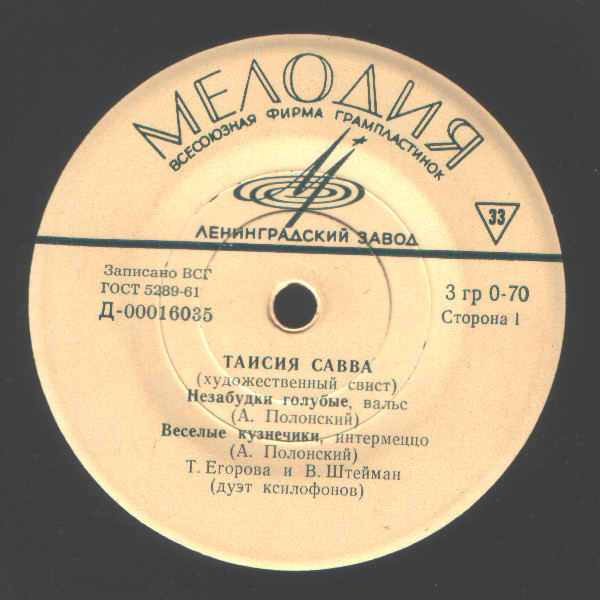 МЕЛОДИЯ
ВСЕСОЮЗНАЯ ФИРМА ГРАМПЛАСТИНОК
ЛЕНИНГРАДСКИЙ ЗАВОД
33
Записано ВСГ
ГОСТ 5289-61
Д-00016035
3 гр 0-70
Сторона 1
ТАИСИЯ САВВА
(художественный свист)
Незабудки голубые, вальс
(А. Полонский)
Веселые кузнечики, интермеццо
(А. Полонский)
Т. Егорова и В. Штейман
(дуэт ксилофонов)